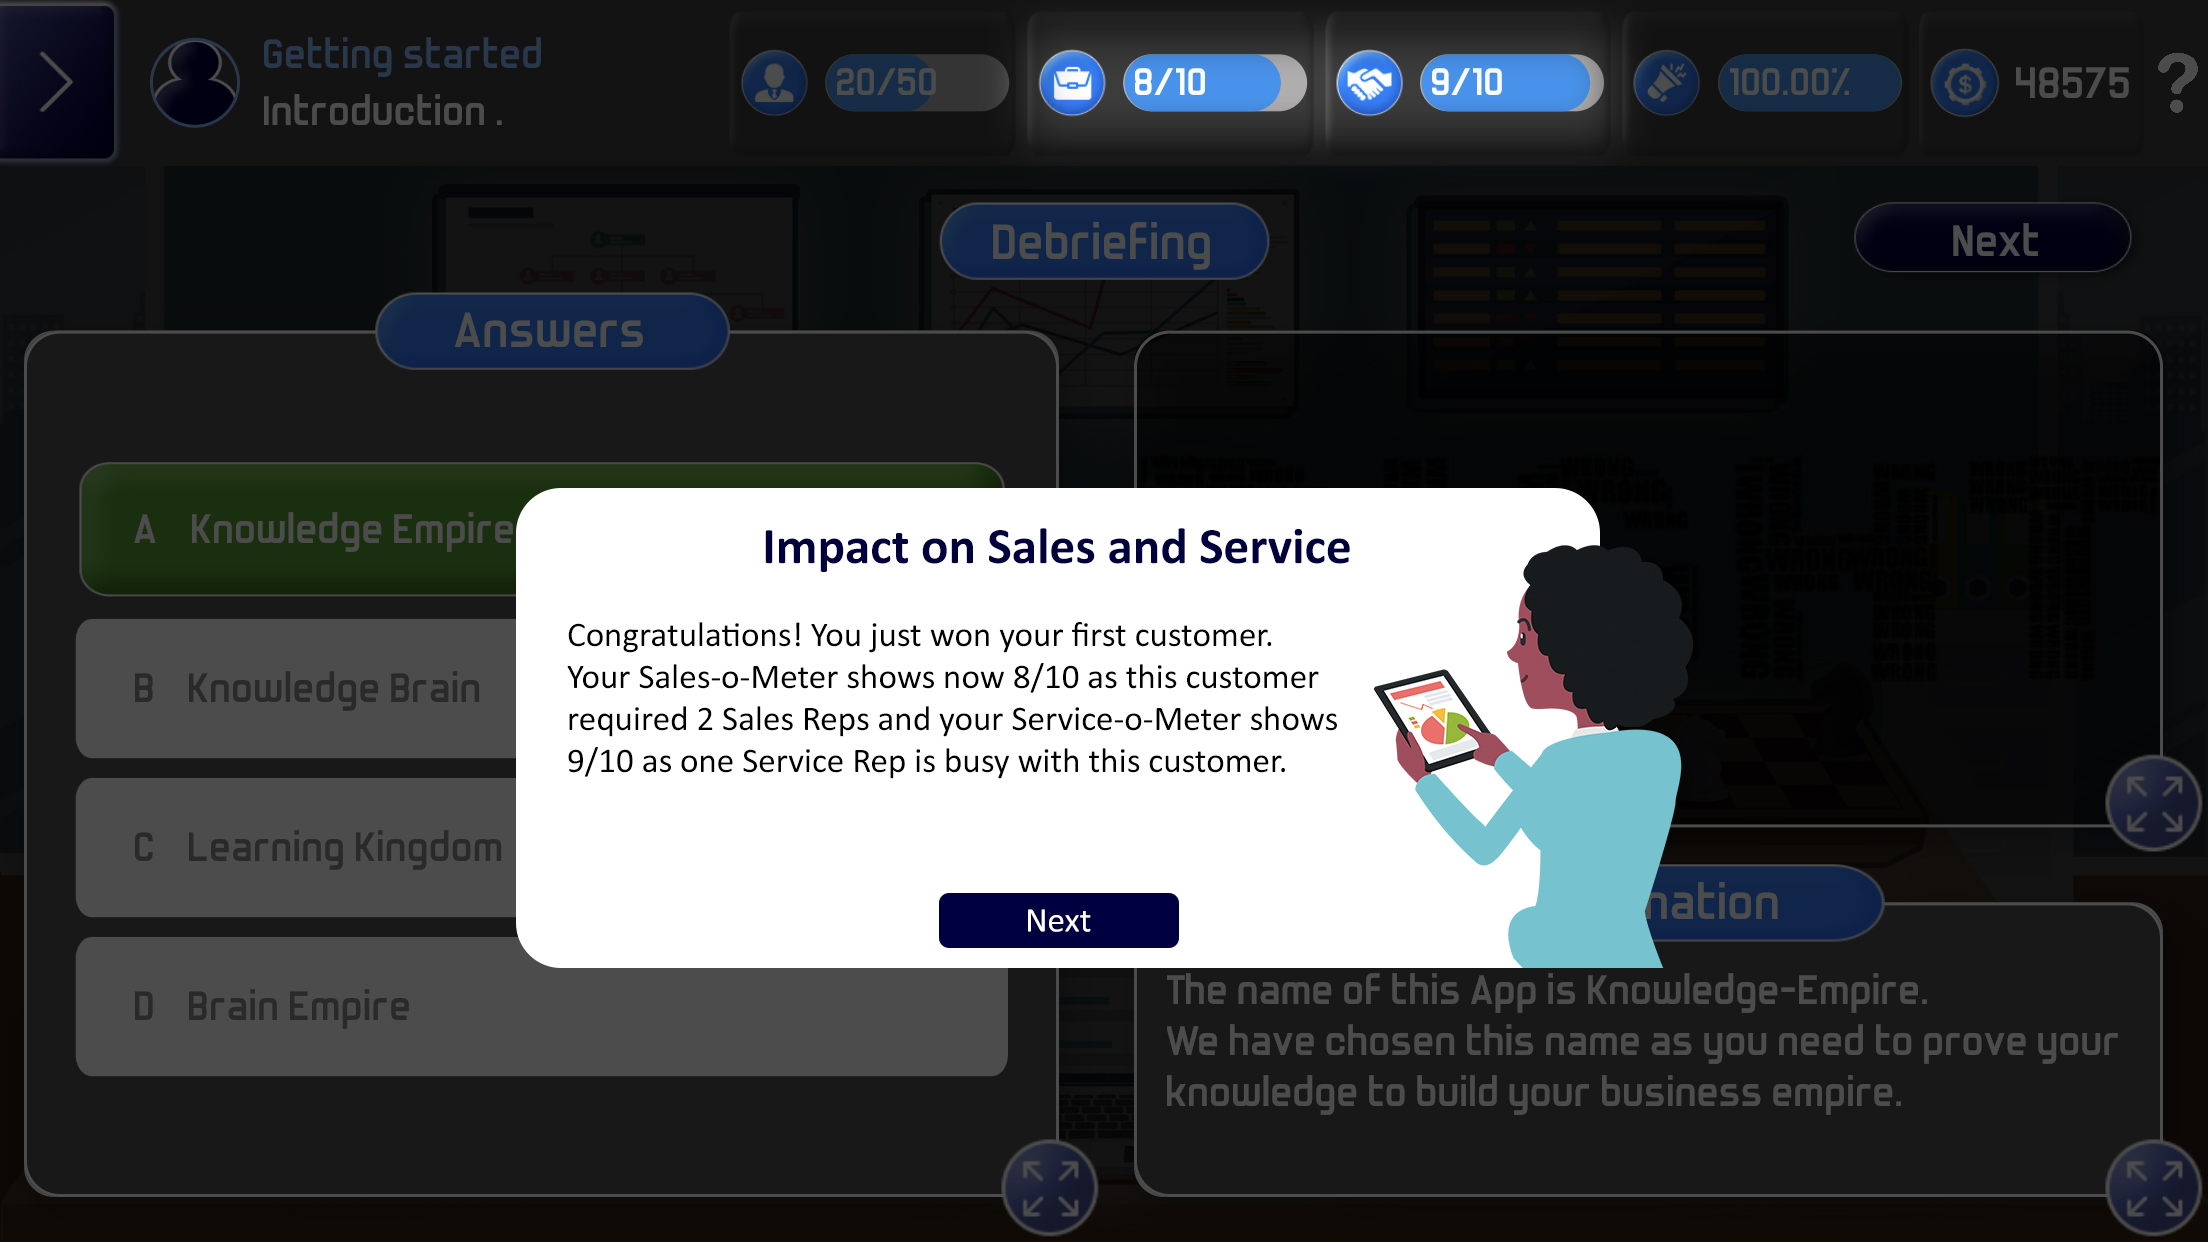 Getting started
Introduction .
20/50
8/10
9/10
100.00%
48575
?
Debriefing
Next
Answers
A Knowledge Empire
B Knowledge Brain
C Learning Kingdom
D Brain Empire
Impact on Sales and Service
Congratulations! You just won your first customer.
Your Sales-o-Meter shows now 8/10 as this customer
required 2 Sales Reps and your Service-o-Meter shows
9/10 as one Service Rep is busy with this customer.
Next
nation
The name of this App is Knowledge-Empire.
We have chosen this name as you need to prove your
knowledge to build your business empire.
WRONG
WRONG
WRONG
WRONG